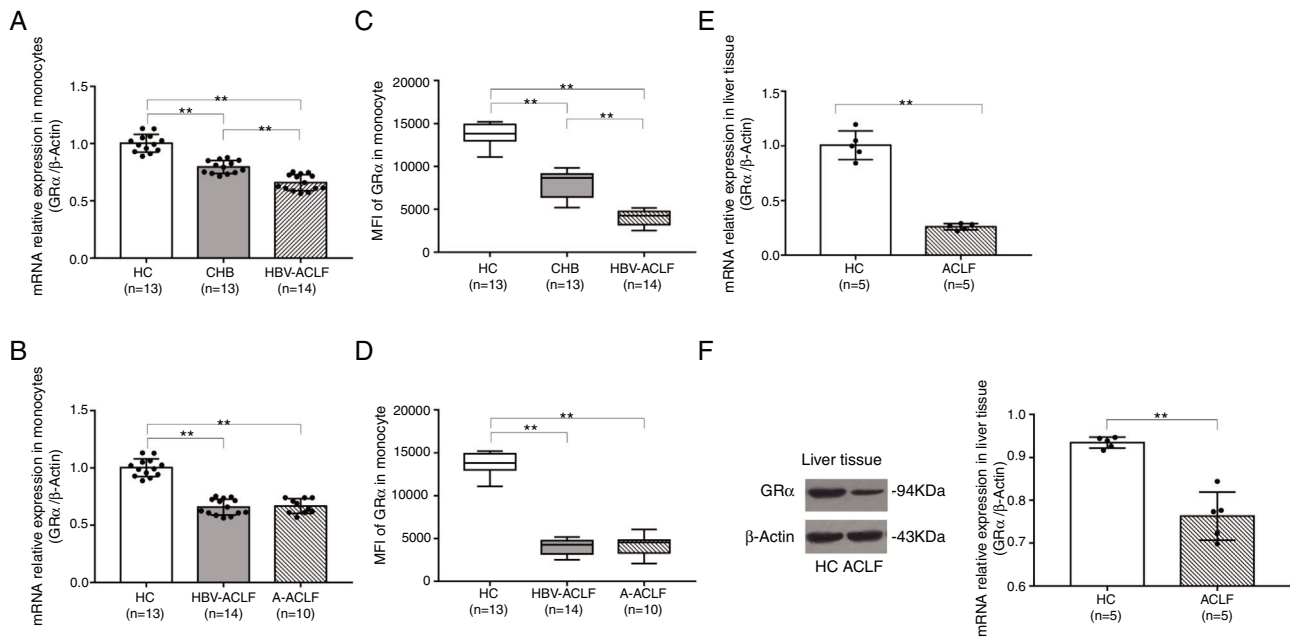 A
mRNA relative expression in monocytes
(GRα /β-Actin)
1.5
1.0
0.5
0.0
**
**
**
HC
(n=13)
CHB
(n=13)
HBV-ACLF
(n=14)
C
MFI of GRα in monocyte
20000
15000
10000
5000
0
**
**
**
HC
(n=13)
CHB
(n=13)
HBV-ACLF
(n=14)
E
mRNA relative expression in liver tissue
(GRα /β-Actin)
1.5
1.0
0.5
0.0
**
HC
(n=5)
ACLF
(n=5)
B
mRNA relative expression in monocytes
(GRα /β-Actin)
1.5
1.0
0.5
0.0
**
**
HC
(n=13)
HBV-ACLF
(n=14)
A-ACLF
(n=10)
D
MFI of GRα in monocyte
20000
15000
10000
5000
0
**
**
HC
(n=13)
HBV-ACLF
(n=14)
A-ACLF
(n=10)
F
Liver tissue
GRα
-94KDa
β-Actin
-43KDa
HC ACLF
mRNA relative expression in liver tissue
(GRα /β-Actin)
1.0
0.9
0.8
0.7
0.6
**
HC
(n=5)
ACLF
(n=5)